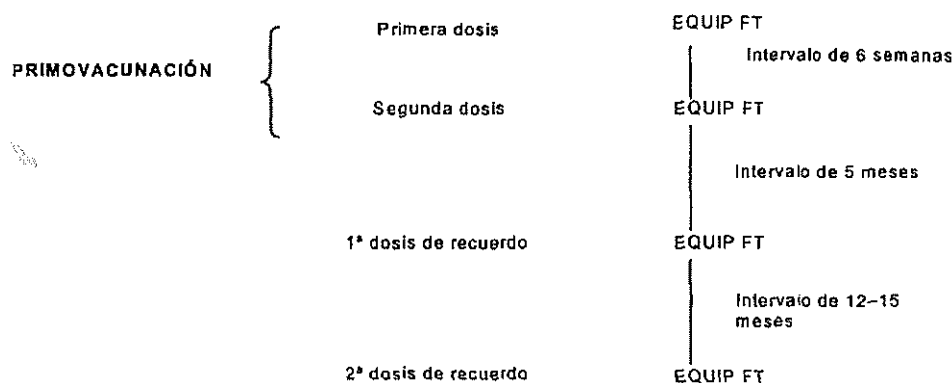 Primera dosis EQUIP FT
Intervalo de 6 semanas
PRIMOVACUNACIÓN
Segunda dosis EQUIP FT
Intervalo de 5 meses
1ª dosis de recuerdo EQUIP FT
Intervalo de 12–15
meses
2ª dosis de recuerdo EQUIP FT